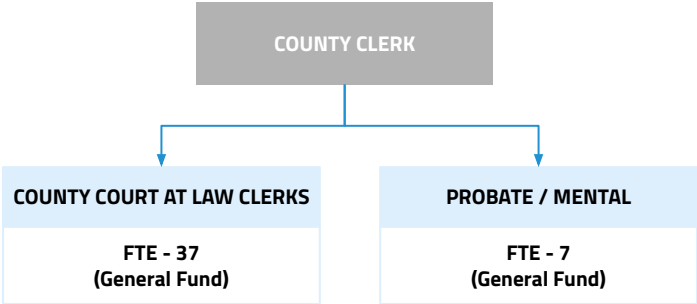 COUNTY CLERK
COUNTY COURT AT LAW CLERKS
FTE - 37
(General Fund)
PROBATE / MENTAL
FTE - 7
(General Fund)